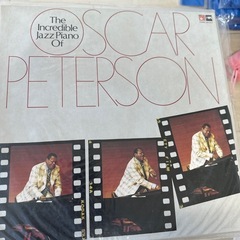 The
Incredible
Jazz Piano
Of
OSCAR
PETERSON